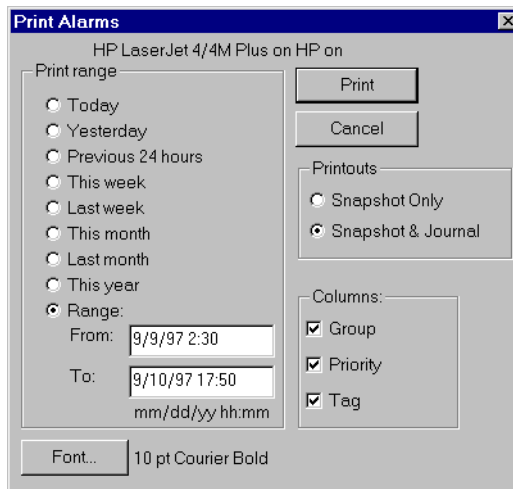 Print Alarms
HP LaserJet 4/4M Plus on HP on
Print range
Today
Yesterday
Previous 24 hours
This week
Last week
This month
Last month
This year
Range:
From: 9/9/97 2:30
To: 9/10/97 17:50
mm/dd/yy hh:mm
Print
Cancel
Printouts
Snapshot Only
Snapshot & Journal
Columns:
Group
Priority
Tag
Font... 10 pt Courier Bold